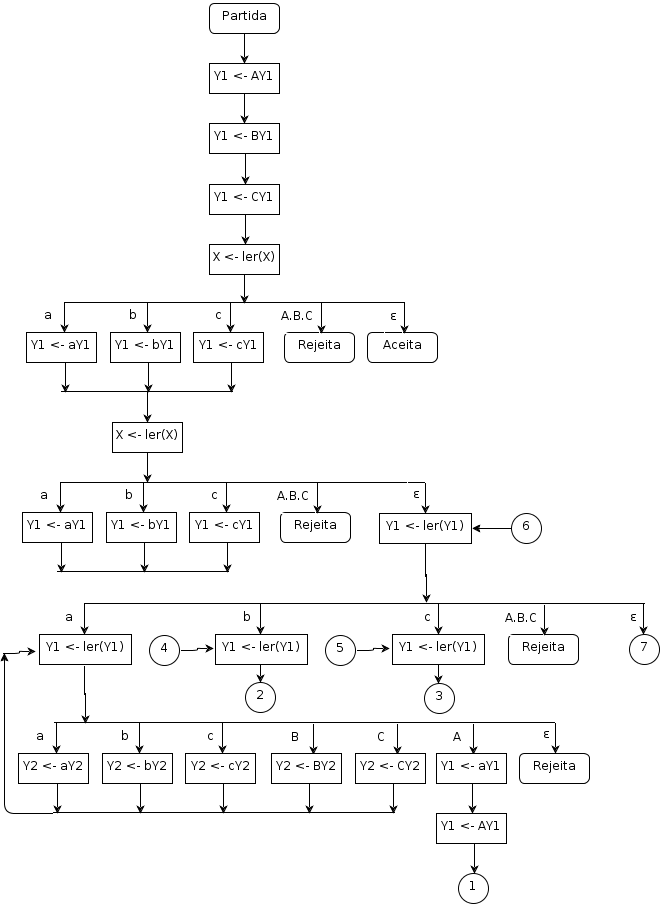 Partida
Y1 <- AY1
Y1 <- BY1
Y1 <- CY1
X <- ler(X)
a b c A.B.C ε
Y1 <- aY1 Y1 <- bY1 Y1 <- cY1 Rejeita Aceita
X <- ler(X)
a b c A.B.C ε
Y1 <- aY1 Y1 <- bY1 Y1 <- cY1 Rejeita Y1 <- ler(Y1) 6
a b c A.B.C ε
Y1 <- ler(Y1) 4 Y1 <- ler(Y1) 5 Y1 <- ler(Y1) Rejeita 7
2 3
a b c B C A ε
Y2 <- aY2 Y2 <- bY2 Y2 <- cY2 Y2 <- BY2 Y2 <- CY2 Y1 <- aY1 Rejeita
Y1 <- AY1
1